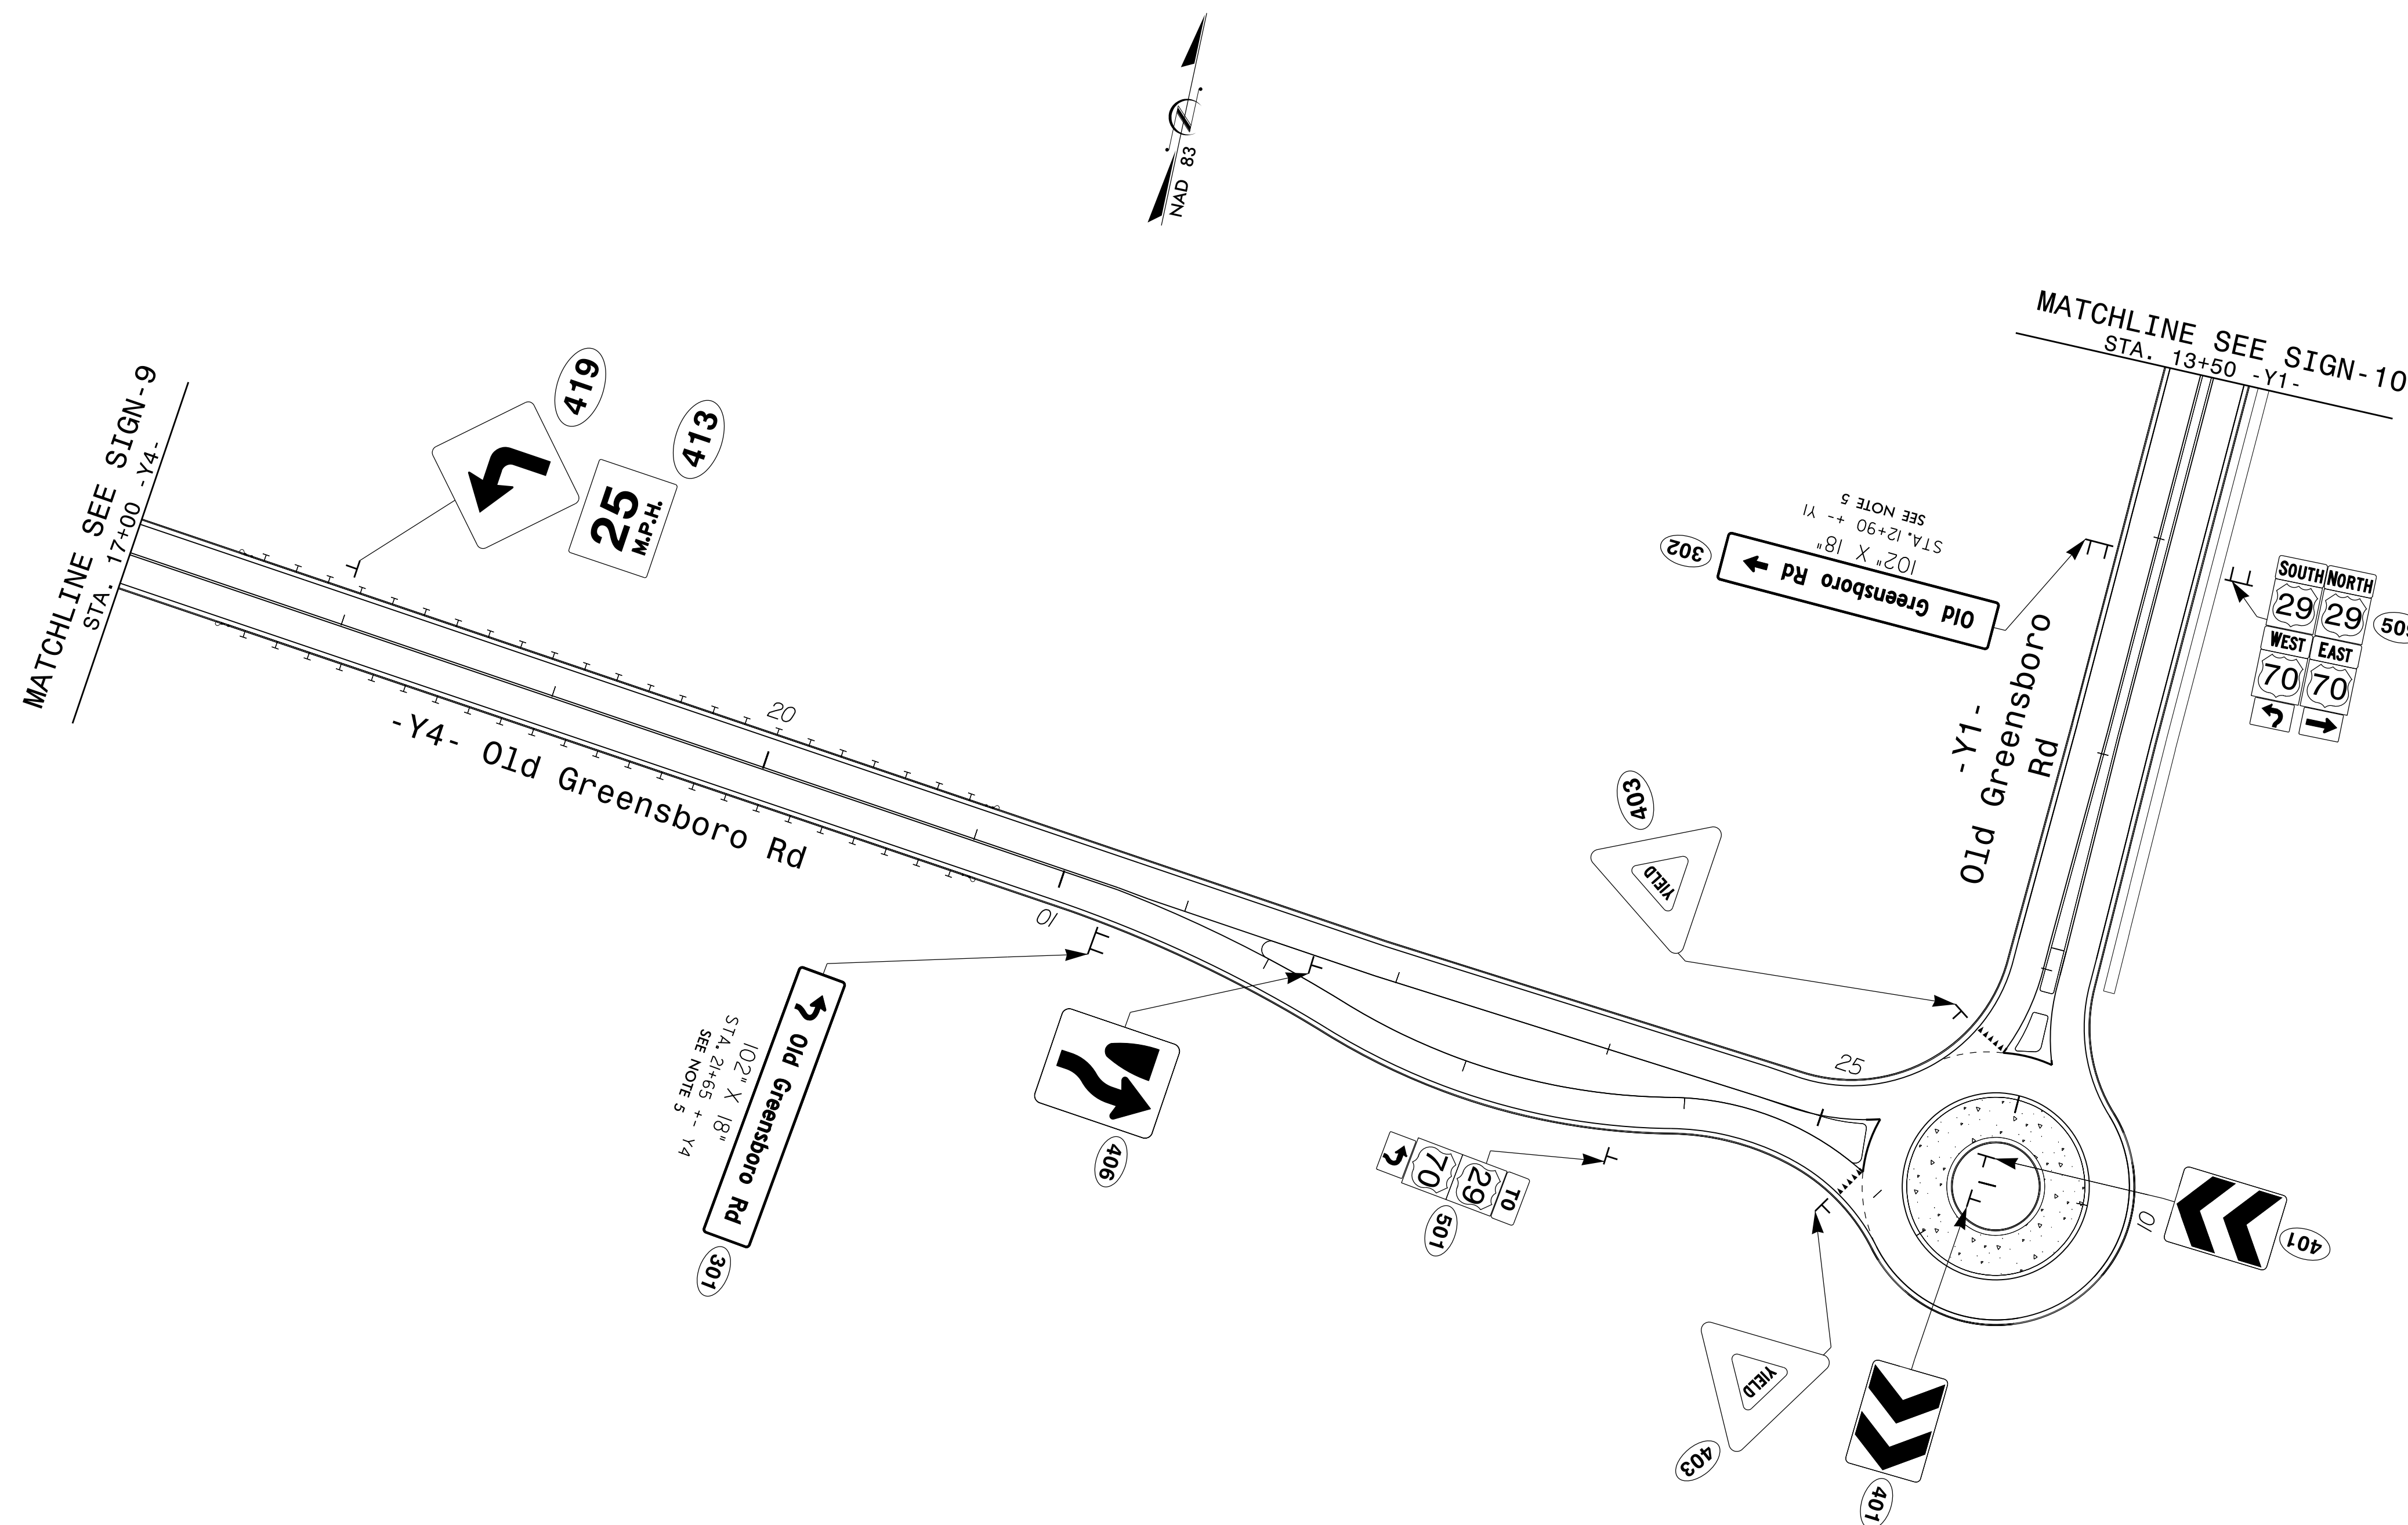 NAD 83
MATCHLINE SEE SIGN-9
STA. 17+00 -Y4-
419
413
25
M.P.H.
20
-Y4- Old Greensboro Rd
10
MATCHLINE SEE SIGN-10
STA. 13+50 -Y1-
302
Old Greensboro Rd
102" X 18"
STA. 12+90 +- Y1
SEE NOTE 5
-Y1-
Old Greensboro
Rd
SOUTH NORTH
29 29
WEST EAST
70 70
403
YIELD
25
Old Greensboro Rd
102" X 18"
STA. 21+65 +- Y4
SEE NOTE 5
301
406
TO
29
70
501
10
401
YIELD
403
401